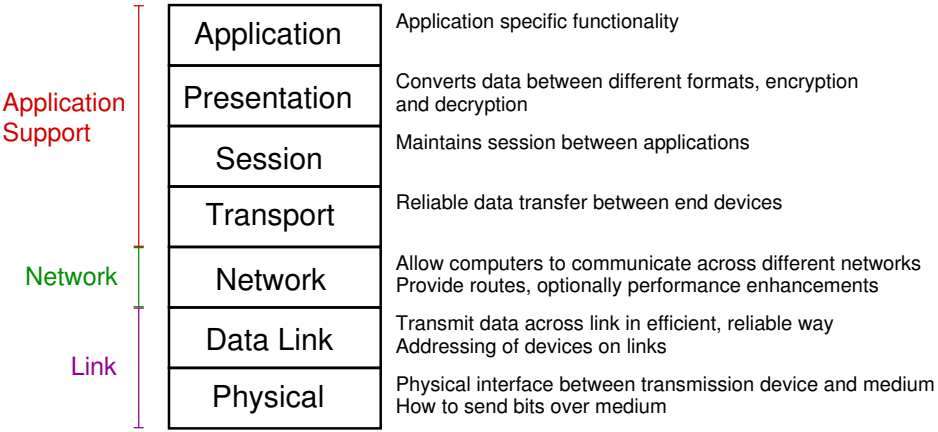 Application
Application specific functionality
Presentation
Converts data between different formats, encryption
and decryption
Application
Support
Session
Maintains session between applications
Transport
Reliable data transfer between end devices
Network
Network
Allow computers to communicate across different networks
Provide routes, optionally performance enhancements
Data Link
Transmit data across link in efficient, reliable way
Addressing of devices on links
Link
Physical
Physical interface between transmission device and medium
How to send bits over medium